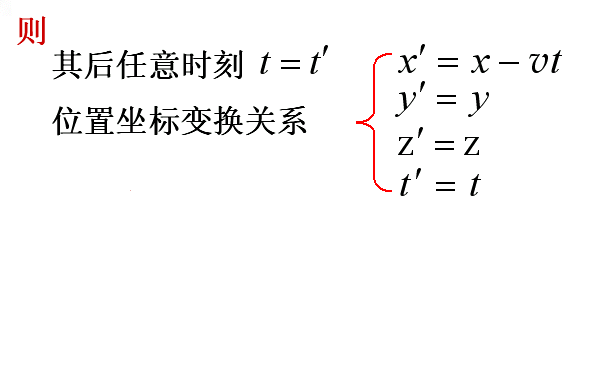 则
其后任意时刻 t = t′
位置坐标变换关系
x′ = x − vt
y′ = y
z′ = z
t′ = t